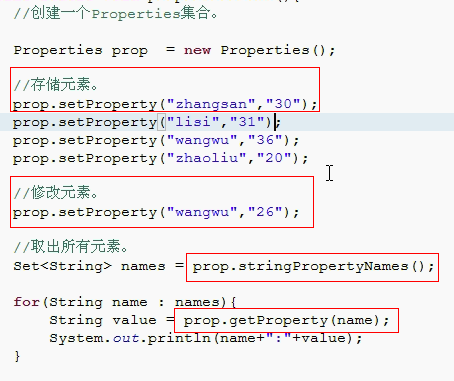 //创建一个Properties集合。
Properties prop = new Properties();
//存储元素。
prop.setProperty("zhangsan","30");
prop.setProperty("lisi","31");
prop.setProperty("wangwu","36");
prop.setProperty("zhaoliu","20");
//修改元素。
prop.setProperty("wangwu","26");
//取出所有元素。
Set<String> names = prop.stringPropertyNames();
for(String name : names){
String value = prop.getProperty(name);
System.out.println(name+":"+value);
}